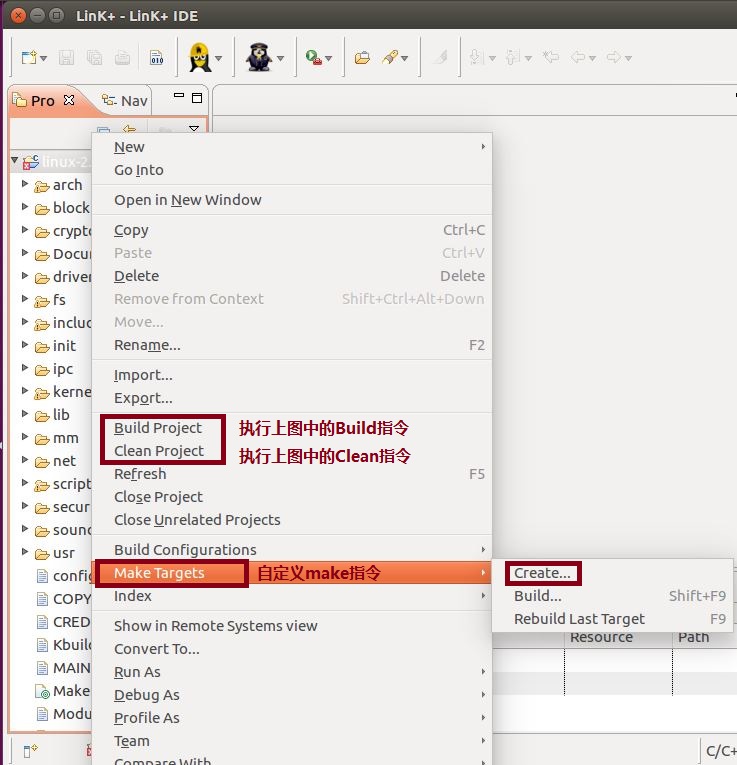 LinK+ - LinK+ IDE
010
Pro
Nav
linux-2.
New
Go Into
Open in New Window
Copy Ctrl+C
Paste Ctrl+V
Delete Delete
Remove from Context Shift+Ctrl+Alt+Down
Move...
Rename... F2
Import...
Export...
Build Project 执行上图中的Build指令
Clean Project 执行上图中的Clean指令
Refresh F5
Close Project
Close Unrelated Projects
Build Configurations
Make Targets 自定义make指令
Index
Show in Remote Systems view
Convert To...
Run As
Debug As
Profile As
Team
Compare With
Create...
Build... Shift+F9
Rebuild Last Target F9
Resource Path
arch
block
crypto
Docu
driver
fs
includ
init
ipc
kerne
lib
mm
net
script
secur
sound
usr
config
COPY
CRED
Kbuild
MAIN
Make
Modu
C/C+